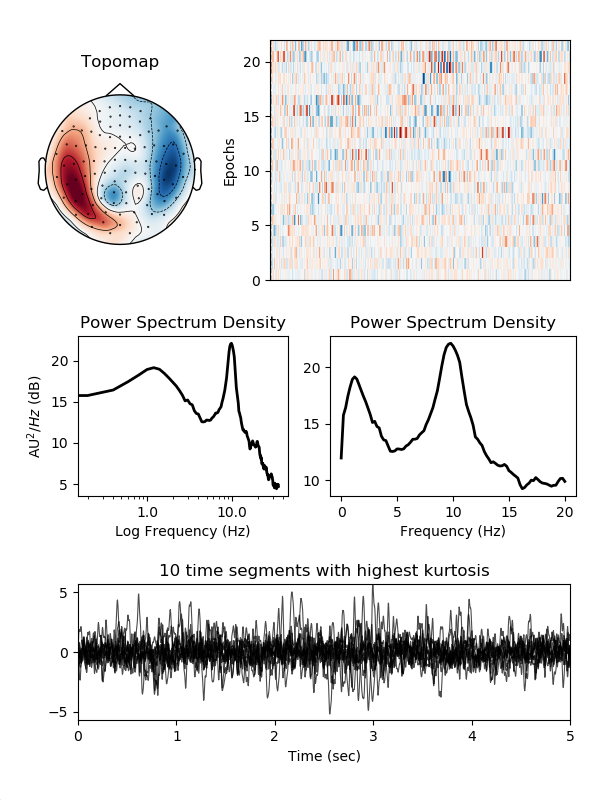 Topomap
Epochs
20
15
10
5
0
Power Spectrum Density
AU²/Hz (dB)
20
15
10
5
1.0 10.0
Log Frequency (Hz)
Power Spectrum Density
20
15
10
0 5 10 15 20
Frequency (Hz)
10 time segments with highest kurtosis
5
0
−5
0 1 2 3 4 5
Time (sec)